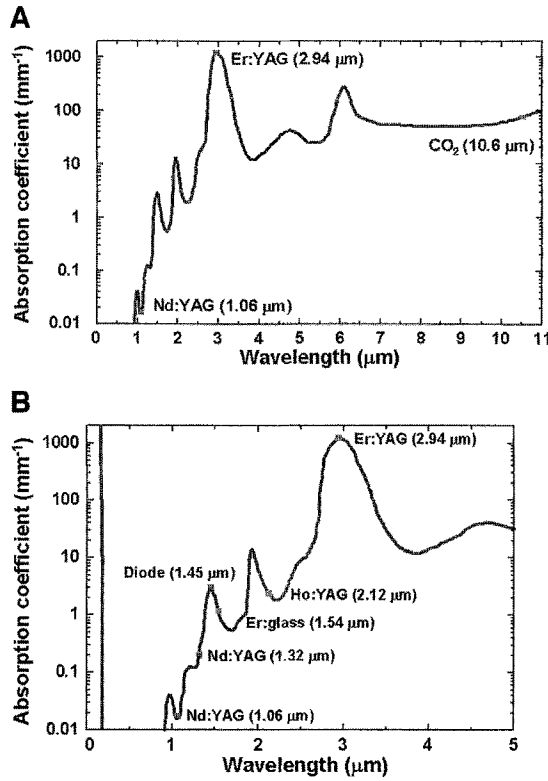 A
Absorption coefficient (mm⁻¹)
1000
100
10
1
0.1
0.01
Er:YAG (2.94 µm)
CO₂ (10.6 µm)
Nd:YAG (1.06 µm)
0 1 2 3 4 5 6 7 8 9 10 11
Wavelength (µm)
B
Absorption coefficient (mm⁻¹)
1000
100
10
1
0.1
0.01
Er:YAG (2.94 µm)
Diode (1.45 µm)
Ho:YAG (2.12 µm)
Er:glass (1.54 µm)
Nd:YAG (1.32 µm)
Nd:YAG (1.06 µm)
0 1 2 3 4 5
Wavelength (µm)